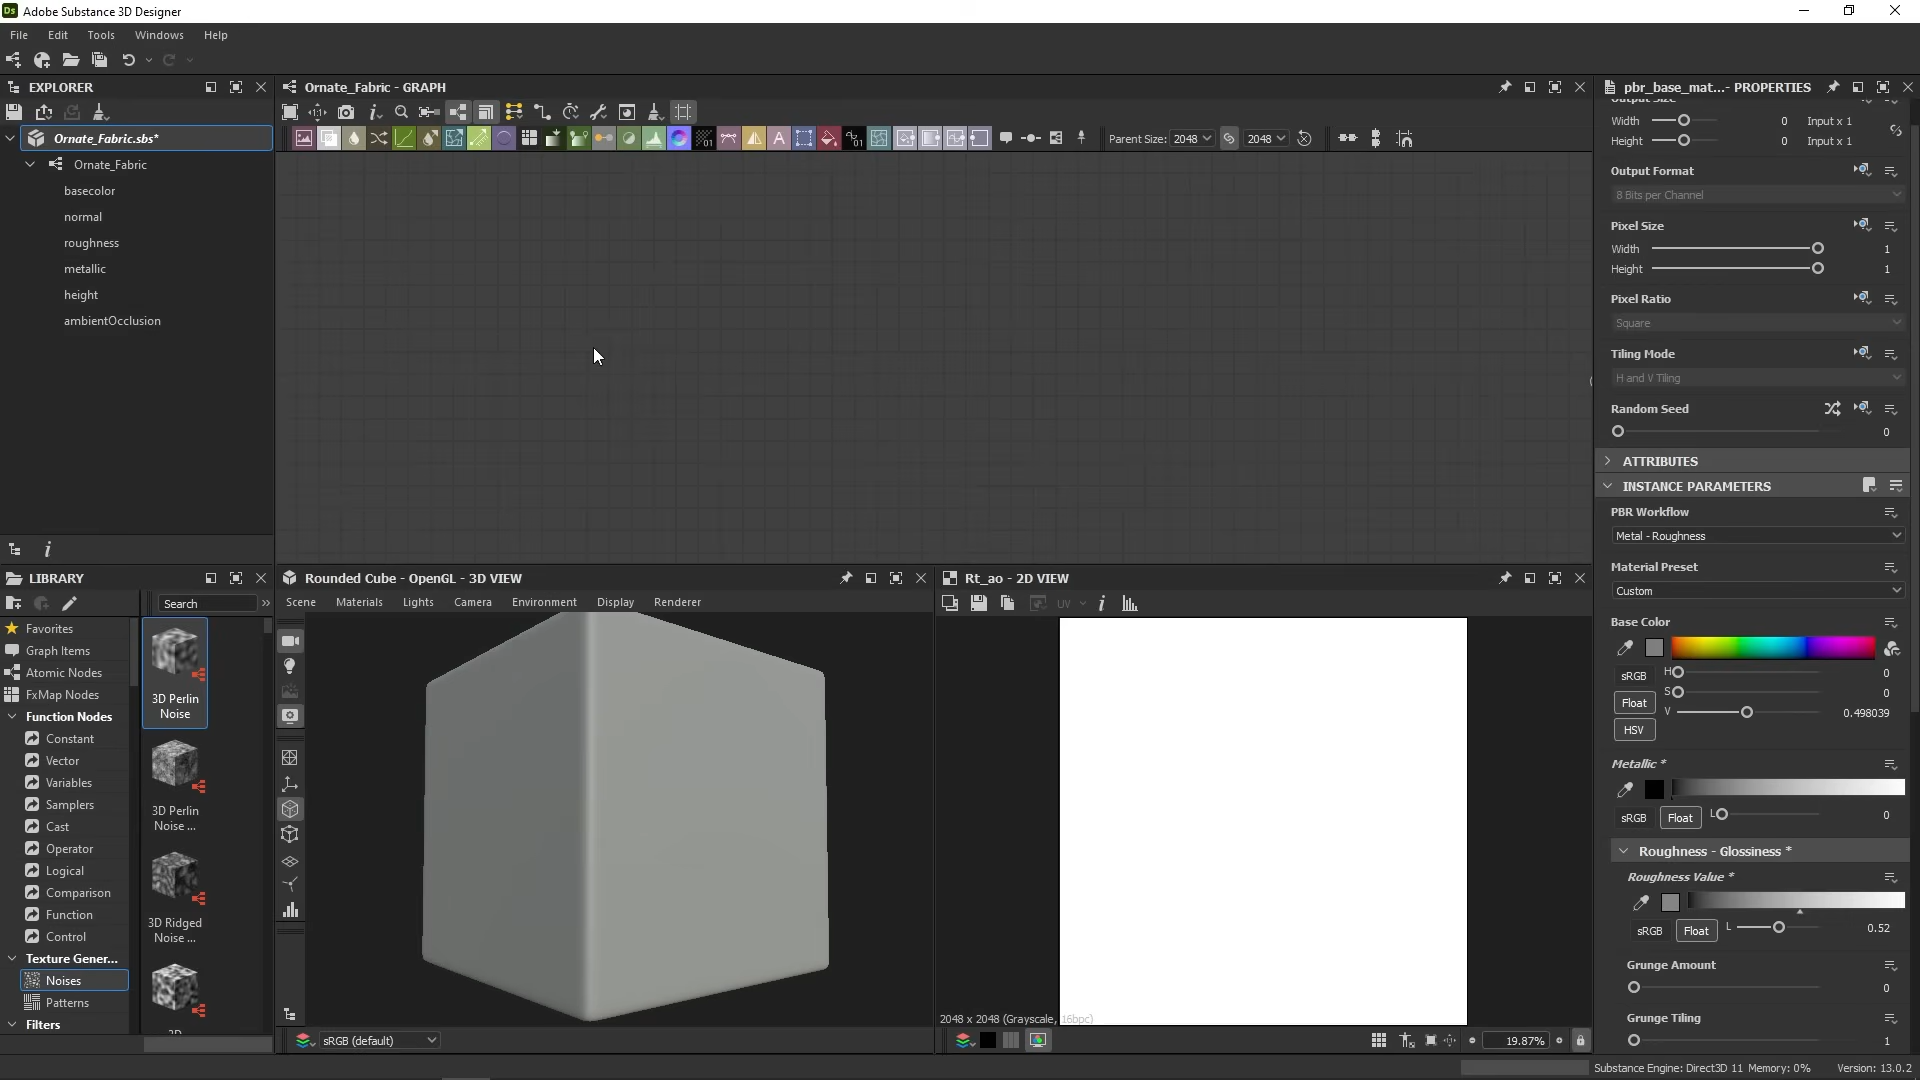 Adobe Substance 3D Designer
File Edit Tools Windows Help
EXPLORER
Ornate_Fabric.sbs*
Ornate_Fabric
basecolor
normal
roughness
metallic
height
ambientOcclusion
Ornate_Fabric - GRAPH
Parent Size: 2048 2048
LIBRARY
Search
Favorites
Graph Items
Atomic Nodes
FxMap Nodes
Function Nodes
Constant
Vector
Variables
Samplers
Cast
Operator
Logical
Comparison
Function
Control
Texture Gener...
Noises
Patterns
Filters
3D Perlin
Noise
3D Perlin
Noise ...
3D Ridged
Noise ...
Rounded Cube - OpenGL - 3D VIEW
Scene Materials Lights Camera Environment Display Renderer
sRGB (default)
Rt_ao - 2D VIEW
UV
2048 x 2048 (Grayscale, 16bpc)
19.87%
pbr_base_mat...- PROPERTIES
Output Size
Width 0 Input x 1
Height 0 Input x 1
Output Format
8 Bits per Channel
Pixel Size
Width 1
Height 1
Pixel Ratio
Square
Tiling Mode
H and V Tiling
Random Seed
0
ATTRIBUTES
INSTANCE PARAMETERS
PBR Workflow
Metal - Roughness
Material Preset
Custom
Base Color
sRGB H 0
S 0
Float V 0.498039
HSV
Metallic *
sRGB Float L 0
Roughness - Glossiness *
Roughness Value *
sRGB Float L 0.52
Grunge Amount
0
Grunge Tiling
1
Substance Engine: Direct3D 11 Memory: 0% Version: 13.0.2